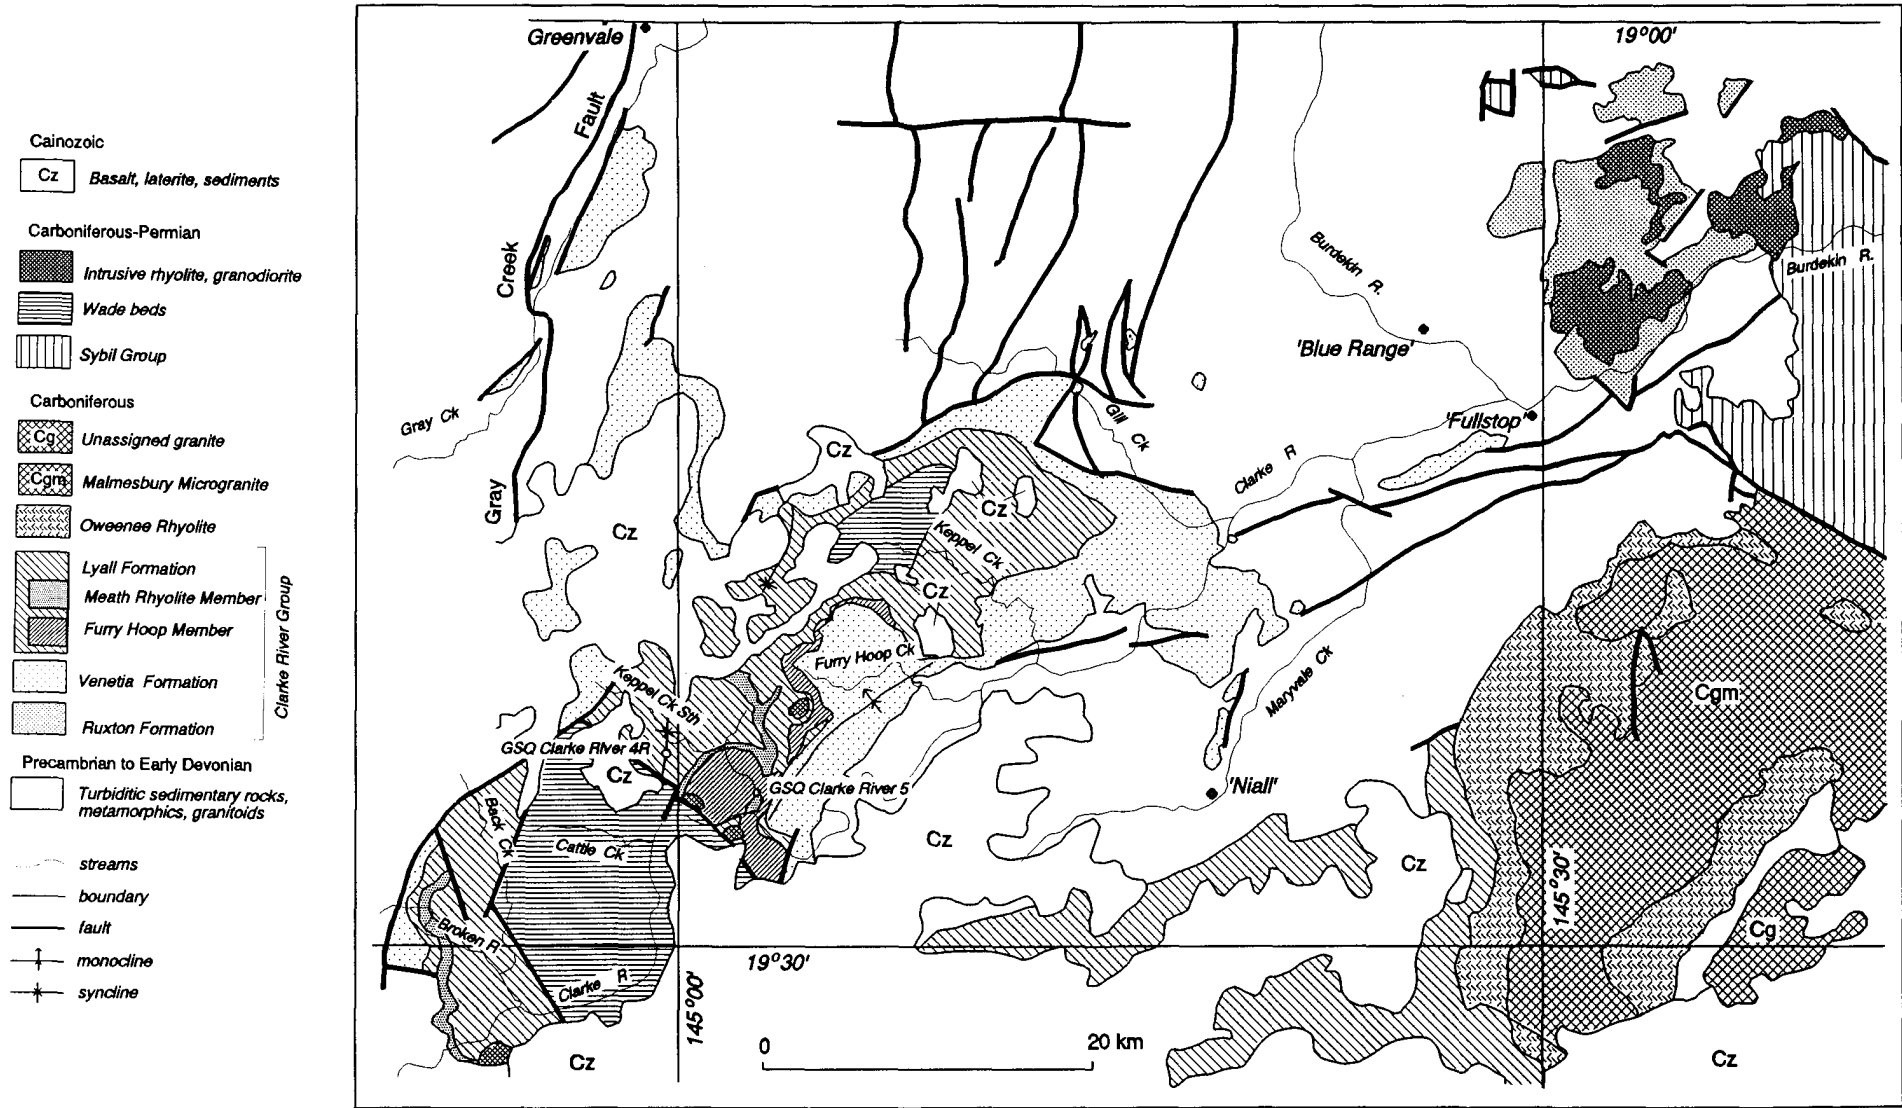 Cainozoic
Cz
Basalt, laterite, sediments
Carboniferous-Permian
Intrusive rhyolite, granodiorite
Wade beds
Sybil Group
Carboniferous
Cg
Unassigned granite
Cgm
Malmesbury Microgranite
Oweenee Rhyolite
Lyall Formation
Meath Rhyolite Member
Furry Hoop Member
Venetia Formation
Ruxton Formation
Clarke River Group
Precambrian to Early Devonian
Turbiditic sedimentary rocks,
metamorphics, granitoids
streams
boundary
fault
monocline
syncline
Greenvale
19°00'
Fault
Creek
Gray
Gray Ck
Burdekin R.
Burdekin R.
'Blue Range'
'Fullstop'
Gill Ck
Clarke R
Cz
Cz
Cz
Keppel Ck
Cz
Furry Hoop Ck
Maryvale Ck
Keppel Ck Sth
GSQ Clarke River 4R
Cz
GSQ Clarke River 5
'Niall'
Cgm
Back Ck
Cattle Ck
Cz
Cz
145°30'
Cg
Broken R
Clarke R
19°30'
145°00'
0
20 km
Cz
Cz